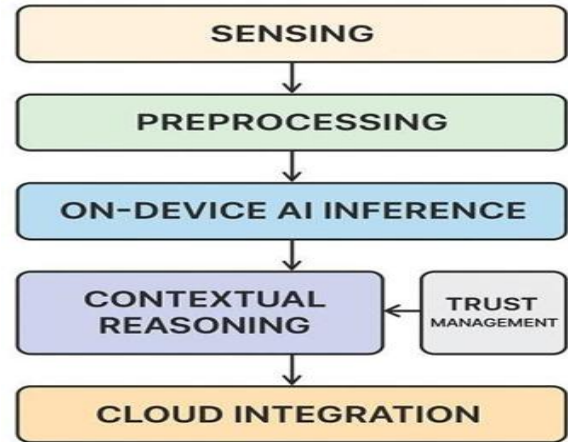 SENSING
PREPROCESSING
ON-DEVICE AI INFERENCE
CONTEXTUAL
REASONING
TRUST
MANAGEMENT
CLOUD INTEGRATION